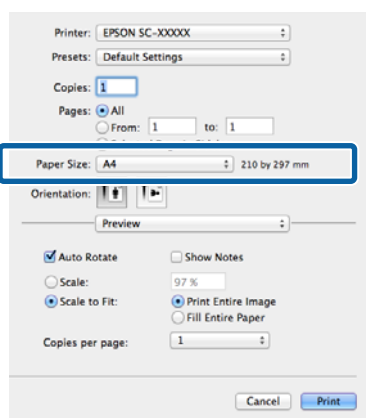 Printer: EPSON SC-XXXXX
Presets: Default Settings
Copies: 1
Pages: All
From: 1 to: 1
Paper Size: A4 210 by 297 mm
Orientation:
Preview
Auto Rotate Show Notes
Scale: 97 %
Scale to Fit: Print Entire Image
Fill Entire Paper
Copies per page: 1
Cancel Print